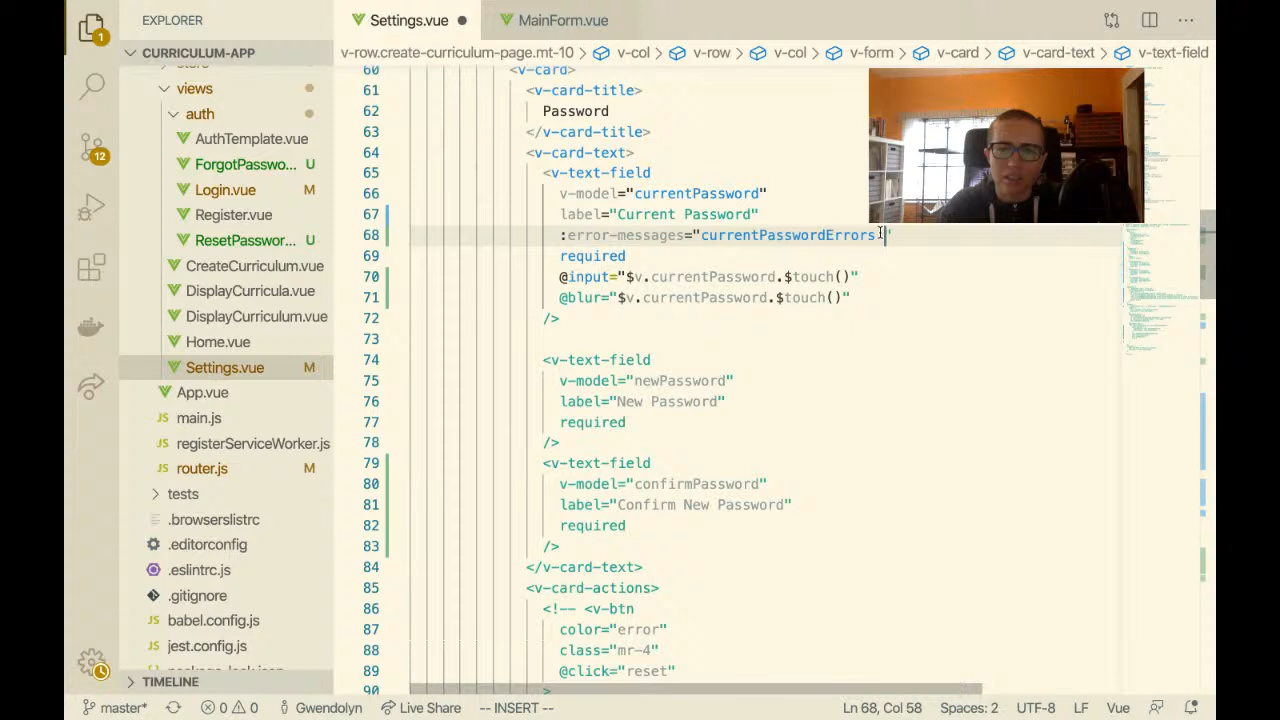 EXPLORER
Settings.vue
MainForm.vue
CURRICULUM-APP
v-row.create-curriculum-page.mt-10 > v-col > v-row > v-col > v-form > v-card > v-card-text > v-text-field
1
views
auth
AuthTemplate.vue
ForgotPasswo... U
Login.vue M
12
Register.vue
ResetPasswor... U
CreateCurriculum.vue
DisplayCurricula.vue
DisplayCurriculum.vue
Home.vue
Settings.vue M
App.vue
JS main.js
JS registerServiceWorker.js
JS router.js M
tests
.browserslistrc
.editorconfig
.eslintrc.js
.gitignore
babel.config.js
jest.config.js
TIMELINE
60 <v-card>
61 <v-card-title>
62 Password
63 </v-card-title>
64 <v-card-text>
65 <v-text-field
66 v-model="currentPassword"
67 label="Current Password"
68 :error-messages="currentPasswordErrors"
69 required
70 @input="$v.currentPassword.$touch()"
71 @blur="$v.currentPassword.$touch()"
72 />
73
74 <v-text-field
75 v-model="newPassword"
76 label="New Password"
77 required
78 />
79 <v-text-field
80 v-model="confirmPassword"
81 label="Confirm New Password"
82 required
83 />
84 </v-card-text>
85 <v-card-actions>
86 <!-- <v-btn
87 color="error"
88 class="mr-4"
89 @click="reset"
90 >
master* 0 0 Gwendolyn Live Share -- INSERT -- Ln 68, Col 58 Spaces: 2 UTF-8 LF Vue